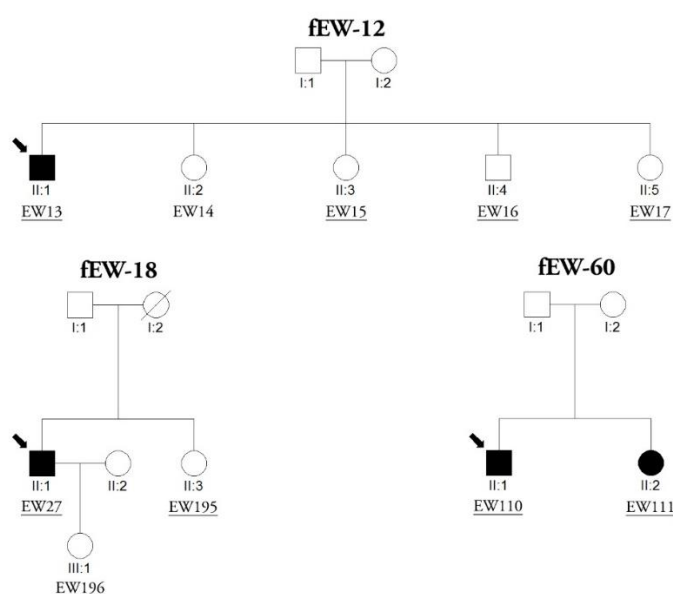 fEW-12
I:1 I:2
II:1 II:2 II:3 II:4 II:5
EW13 EW14 EW15 EW16 EW17
fEW-18
I:1 I:2
II:1 II:2 II:3
EW27 EW195
III:1
EW196
fEW-60
I:1 I:2
II:1 II:2
EW110 EW111